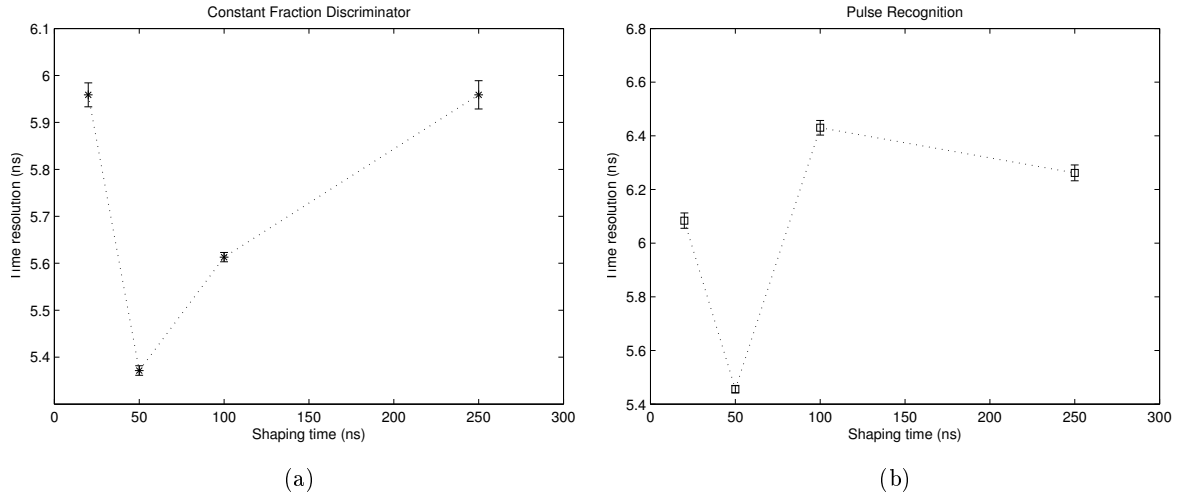 Constant Fraction Discriminator
6.1
6
5.9
5.8
5.7
5.6
5.5
5.4
0 50 100 150 200 250 300
Time resolution (ns)
Shaping time (ns)
(a)
Pulse Recognition
6.8
6.6
6.4
6.2
6
5.8
5.6
5.4
0 50 100 150 200 250 300
Time resolution (ns)
Shaping time (ns)
(b)